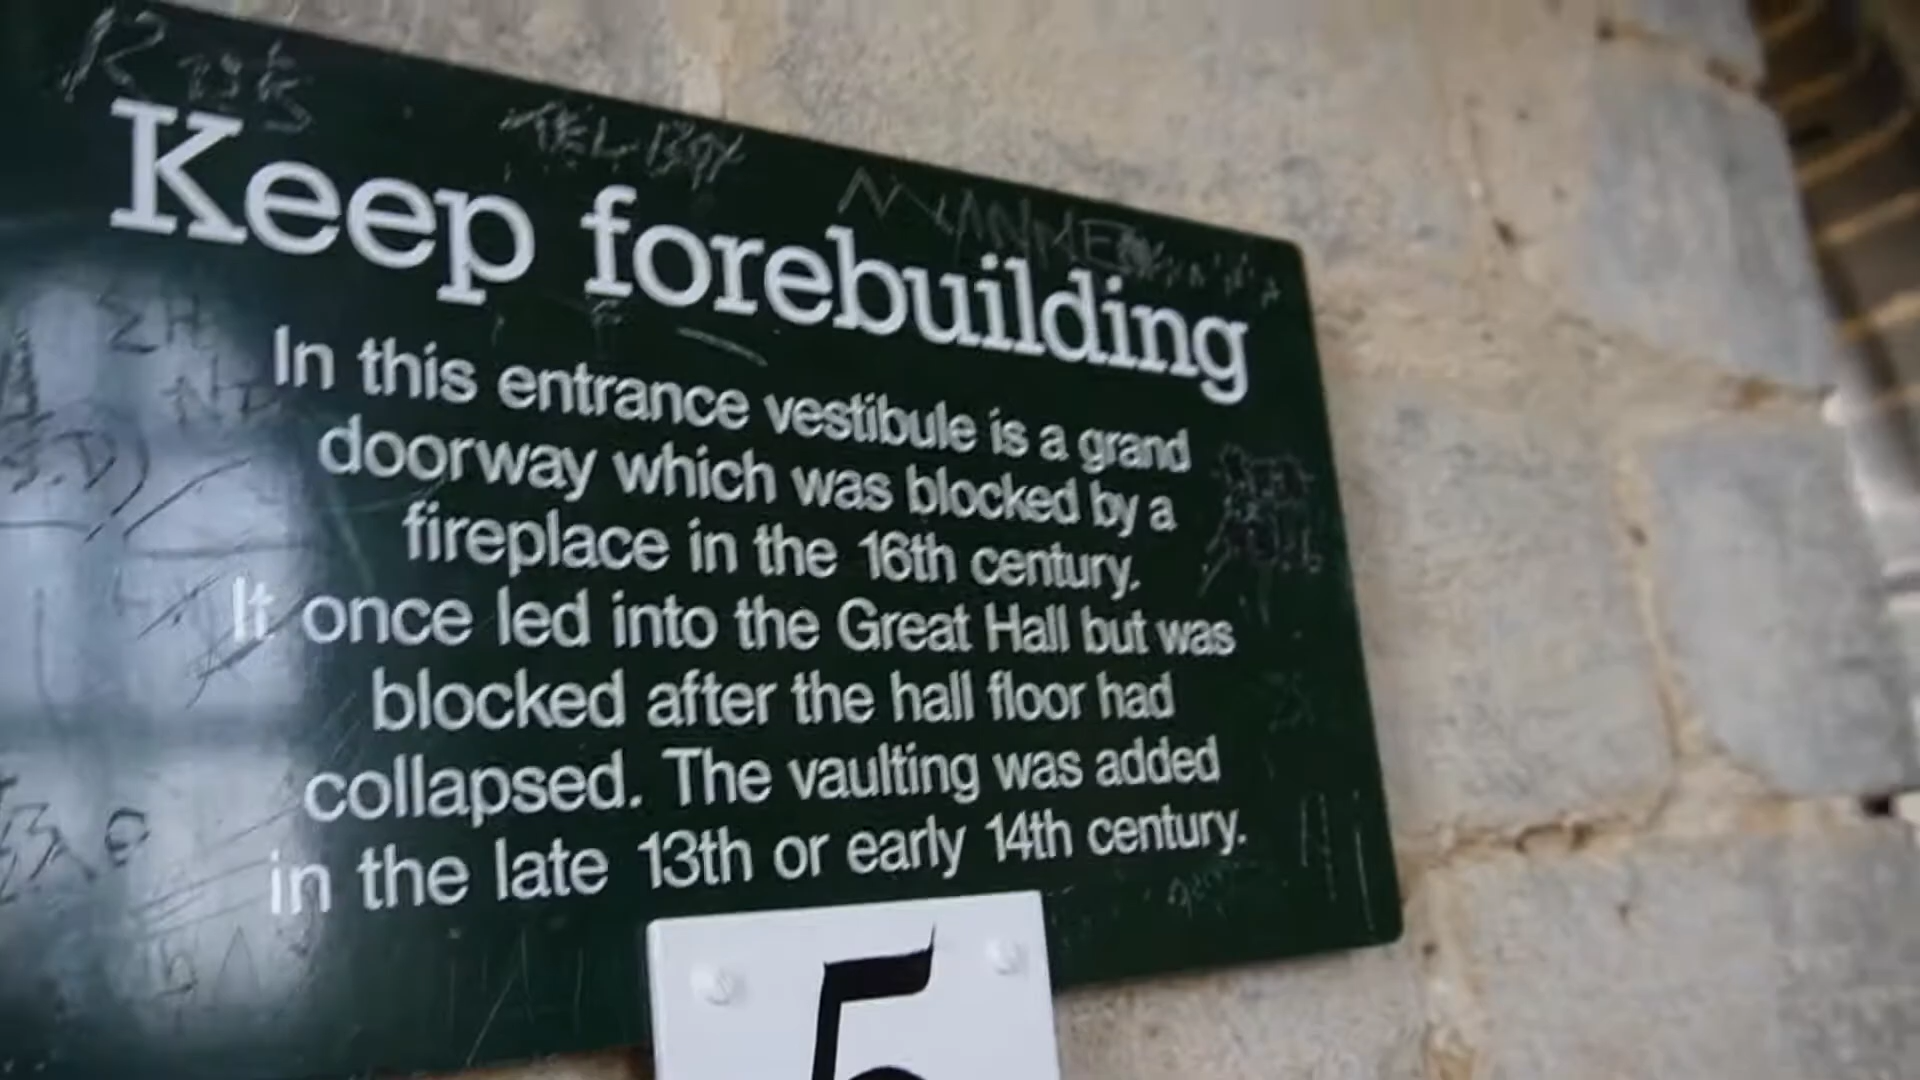 Keep forebuilding
In this entrance vestibule is a grand
doorway which was blocked by a
fireplace in the 16th century.
It once led into the Great Hall but was
blocked after the hall floor had
collapsed. The vaulting was added
in the late 13th or early 14th century.
5